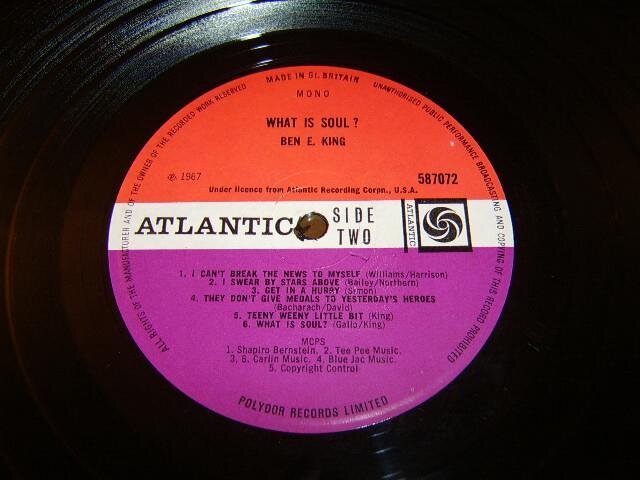 MADE IN Gt. BRITAIN
MONO
WHAT IS SOUL?
BEN E. KING
℗ 1967
587072
Under licence from Atlantic Recording Corpn., U.S.A.
ATLANTIC
SIDE
TWO
ATLANTIC
1. I CAN'T BREAK THE NEWS TO MYSELF (Williams/Harrison)
2. I SWEAR BY STARS ABOVE (Bailey/Northern)
3. GET IN A HURRY (Simon)
4. THEY DON'T GIVE MEDALS TO YESTERDAY'S HEROES
(Bacharach/David)
5. TEENY WEENY LITTLE BIT (King)
6. WHAT IS SOUL? (Gallo/King)
MCPS
1. Shapiro Bernstein. 2. Tee Pee Music.
3. 6. Carlin Music. 4. Blue Jac Music.
5. Copyright Control
POLYDOR RECORDS LIMITED
ALL RIGHTS OF THE MANUFACTURER AND OF THE OWNER OF THE RECORDED WORK RESERVED
UNAUTHORISED PUBLIC PERFORMANCE BROADCASTING AND COPYING OF THIS RECORD PROHIBITED